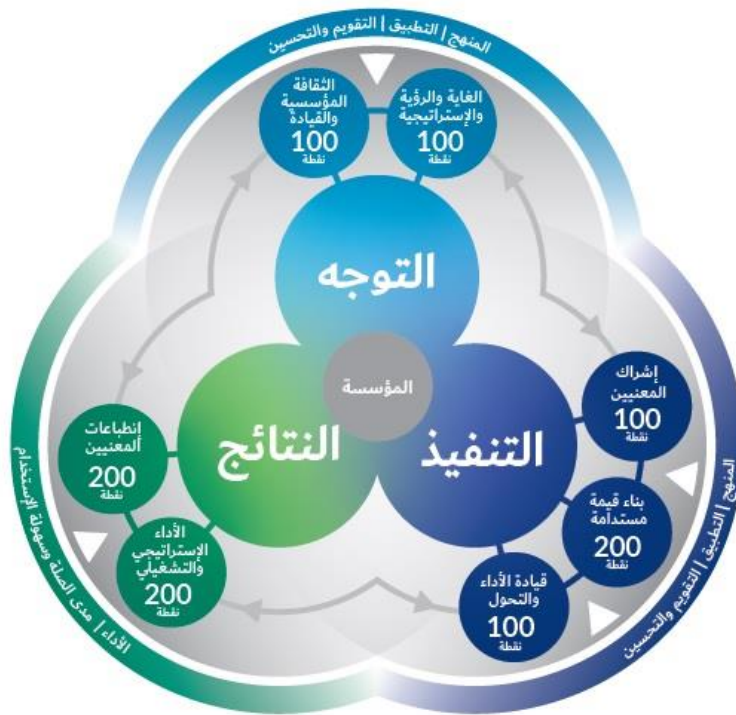 المنهج | التطبيق | التقويم والتحسين
الغاية والرؤية
والإستراتيجية
100
نقطة
الثقافة
المؤسسية
والقيادة
100
نقطة
التوجه
المؤسسة
التنفيذ
النتائج
إشراك
المعنيين
100
نقطة
بناء قيمة
مستدامة
200
نقطة
قيادة الأداء
والتحول
100
نقطة
المنهج | التطبيق | التقويم والتحسين
إنطباعات
المعنيين
200
نقطة
الأداء
الإستراتيجي
والتشغيلي
200
نقطة
الأداء | مدى الصلة وسهولة الإستخدام